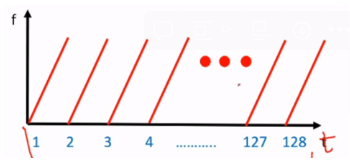 f
1 2 3 4 ........... 127 128 t